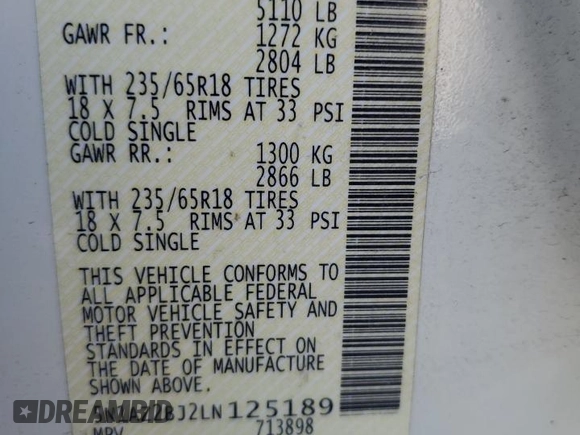 5110 LB
GAWR FR.: 1272 KG
2804 LB
WITH 235/65R18 TIRES
18 X 7.5 RIMS AT 33 PSI
COLD SINGLE
GAWR RR.: 1300 KG
2866 LB
WITH 235/65R18 TIRES
18 X 7.5 RIMS AT 33 PSI
COLD SINGLE
THIS VEHICLE CONFORMS TO
ALL APPLICABLE FEDERAL
MOTOR VEHICLE SAFETY AND
THEFT PREVENTION
STANDARDS IN EFFECT ON
THE DATE OF MANUFACTURE
SHOWN ABOVE.
125189
DREAMBID
MPV 713898